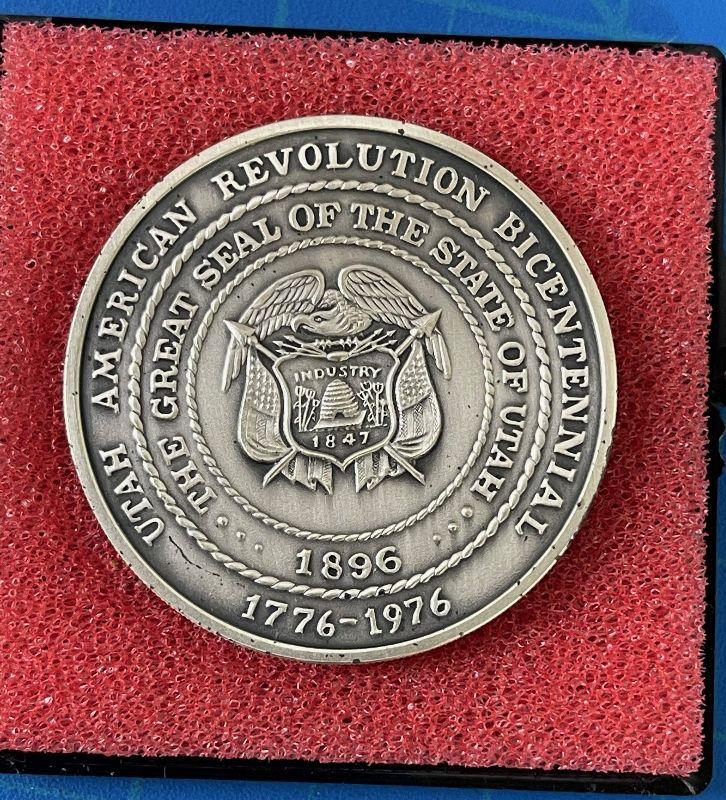 UTAH AMERICAN REVOLUTION BICENTENNIAL
THE GREAT SEAL OF THE STATE OF UTAH
INDUSTRY
1847
1896
1776-1976